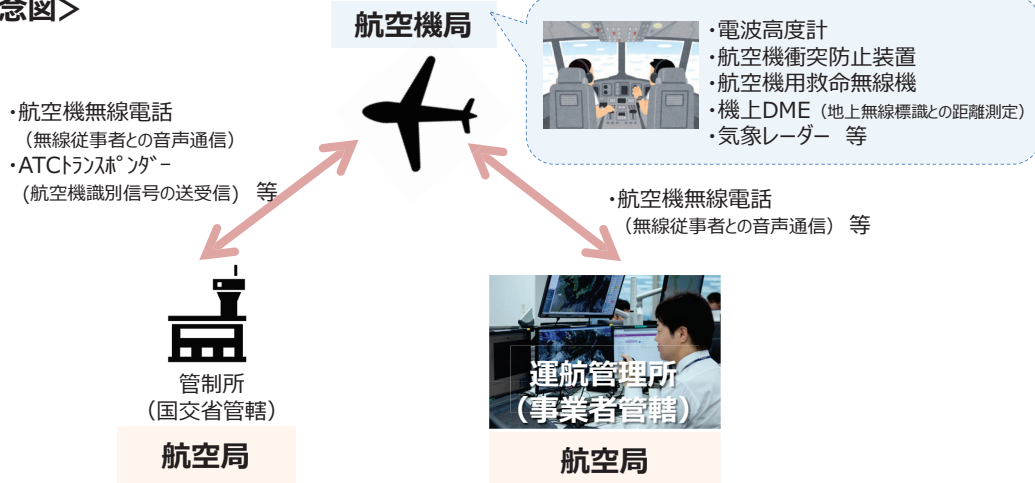 念図>
航空機局
・電波高度計
・航空機衝突防止装置
・航空機用救命無線機
・機上DME（地上無線標識との距離測定）
・気象レーダー 等
・航空機無線電話
（無線従事者との音声通信）
・ATCﾄﾗﾝｽﾎﾟﾝﾀﾞｰ
(航空機識別信号の送受信) 等
・航空機無線電話
（無線従事者との音声通信） 等
管制所
（国交省管轄）
航空局
運航管理所
（事業者管轄）
航空局